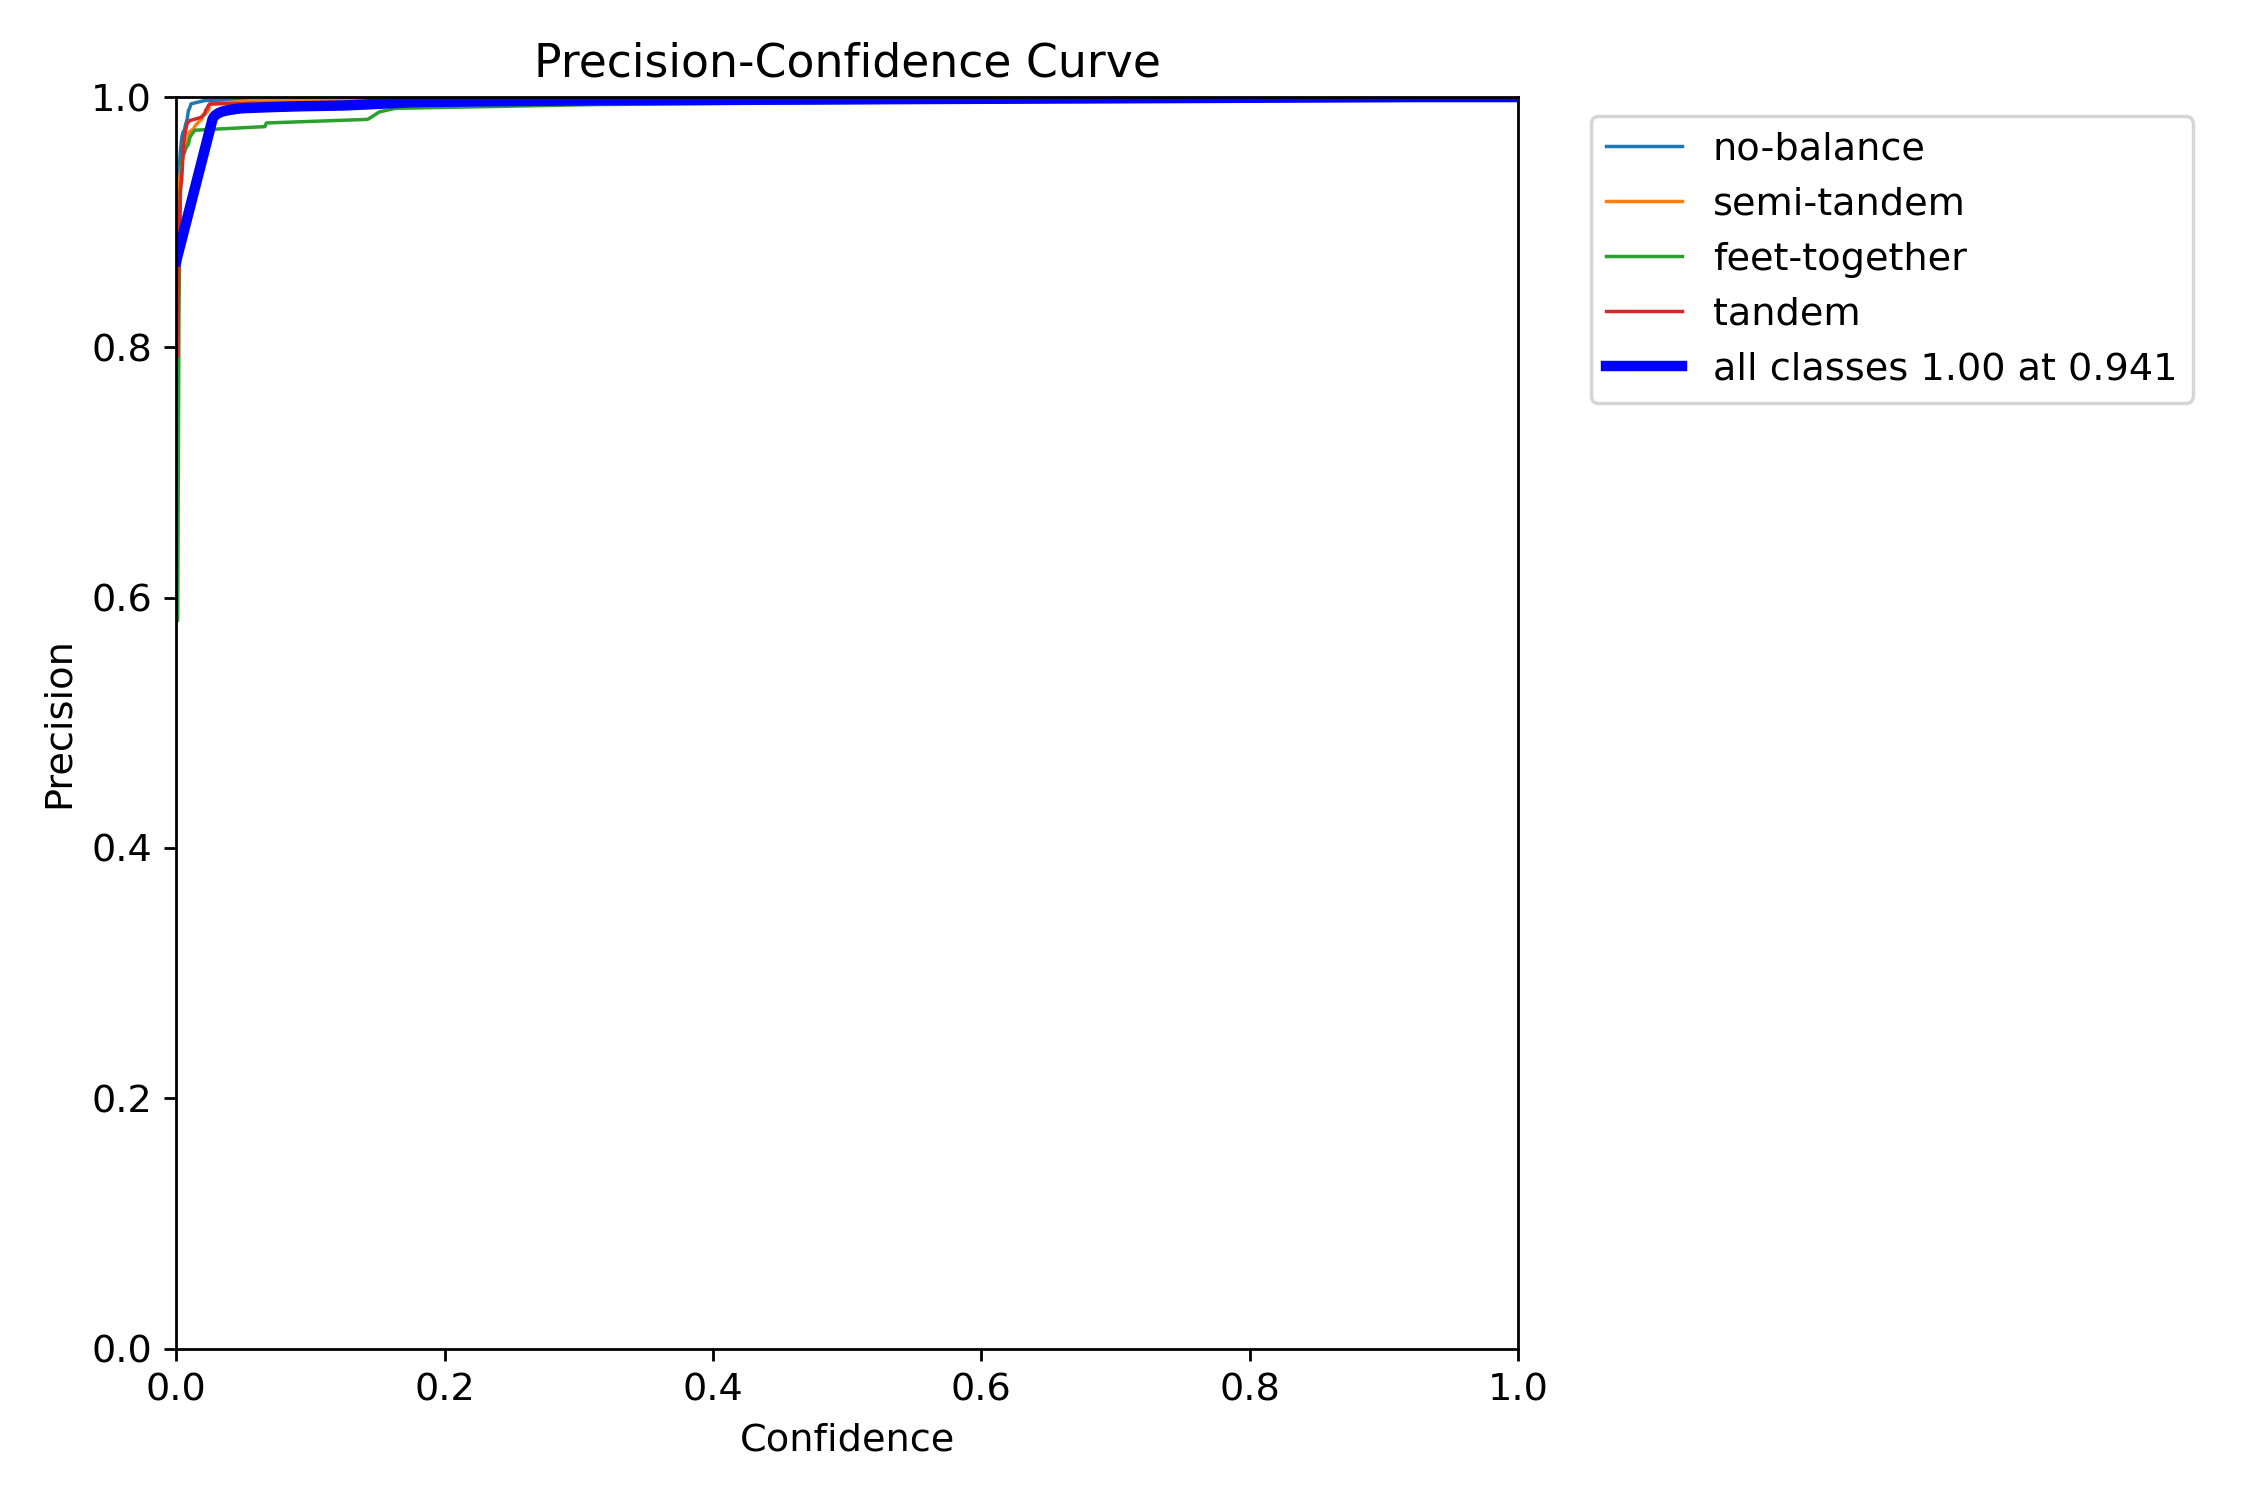 Precision-Confidence Curve
1.0
0.8
0.6
0.4
0.2
0.0
Precision
0.0 0.2 0.4 0.6 0.8 1.0
Confidence
no-balance
semi-tandem
feet-together
tandem
all classes 1.00 at 0.941